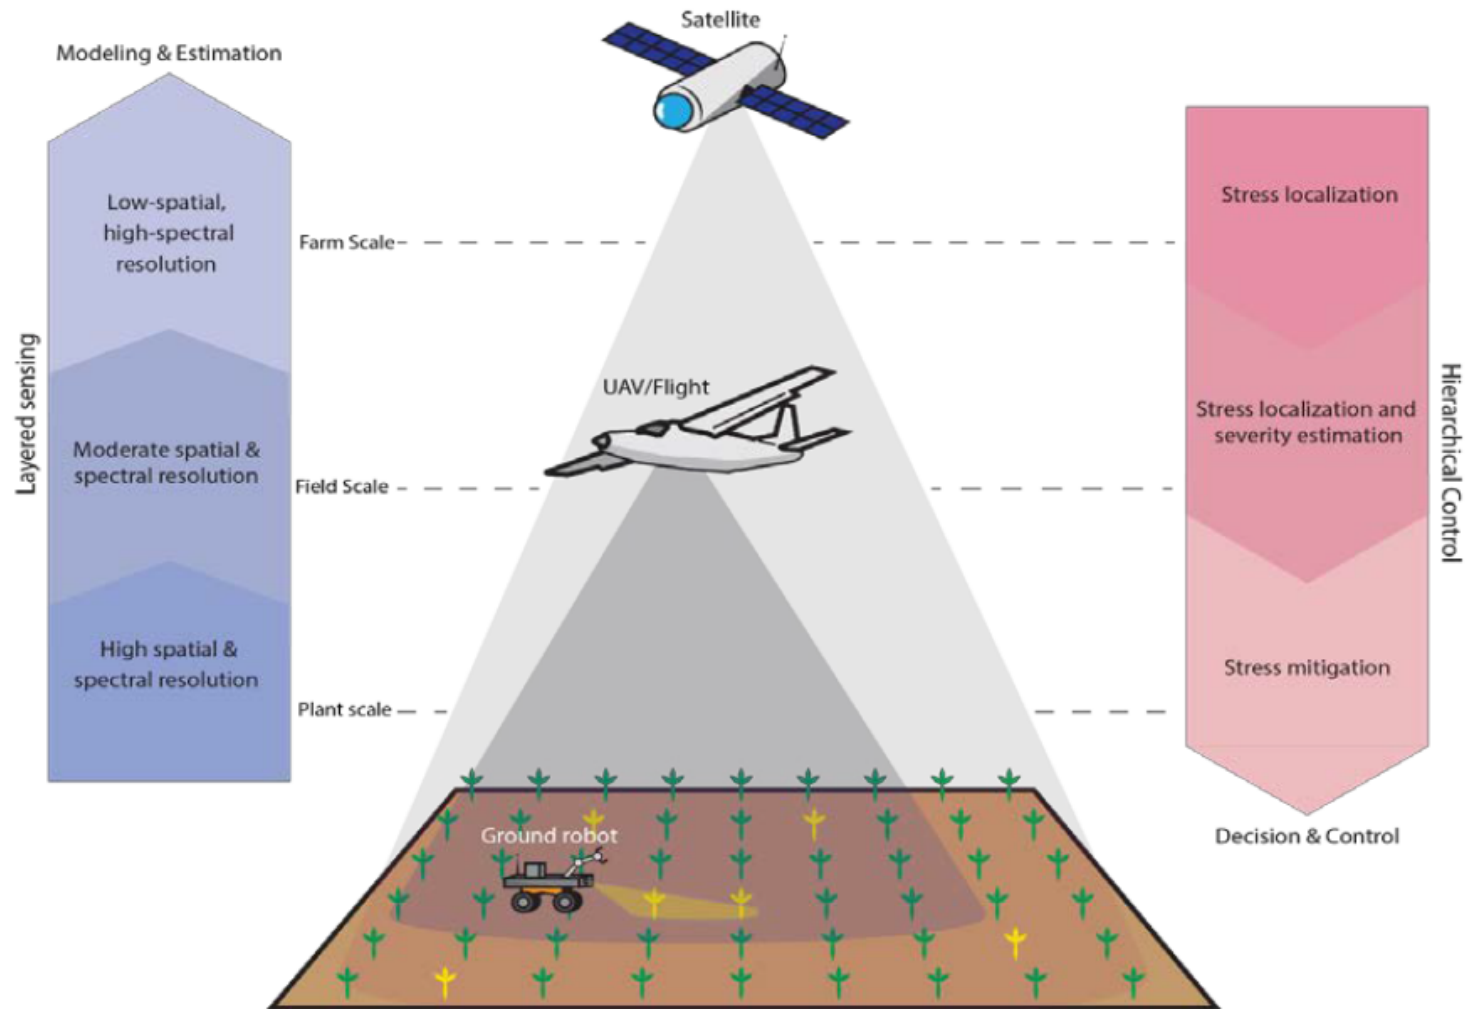 Satellite
Modeling & Estimation
Low-spatial,
high-spectral
resolution
Farm Scale
Stress localization
Layered sensing
UAV/Flight
Moderate spatial &
spectral resolution
Field Scale
Stress localization and
severity estimation
Hierarchical Control
High spatial &
spectral resolution
Plant scale
Stress mitigation
Ground robot
Decision & Control